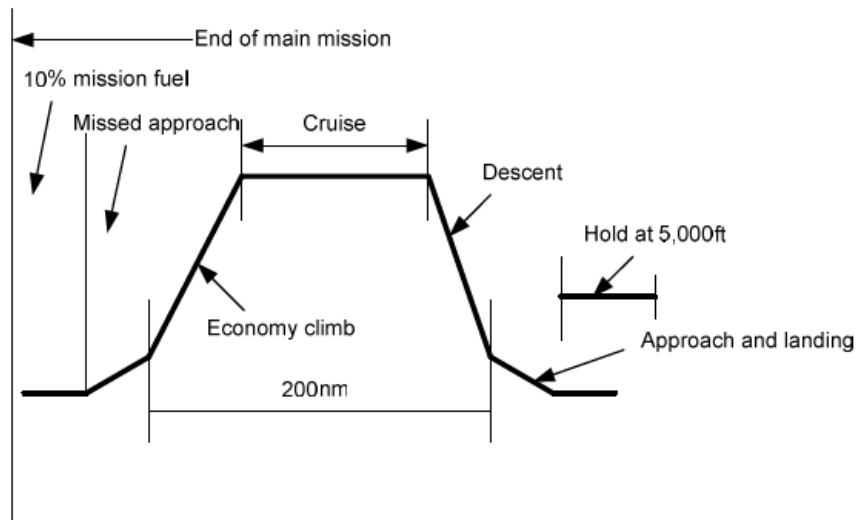 End of main mission
10% mission fuel
Missed approach
Cruise
Descent
Hold at 5,000ft
Economy climb
Approach and landing
200nm